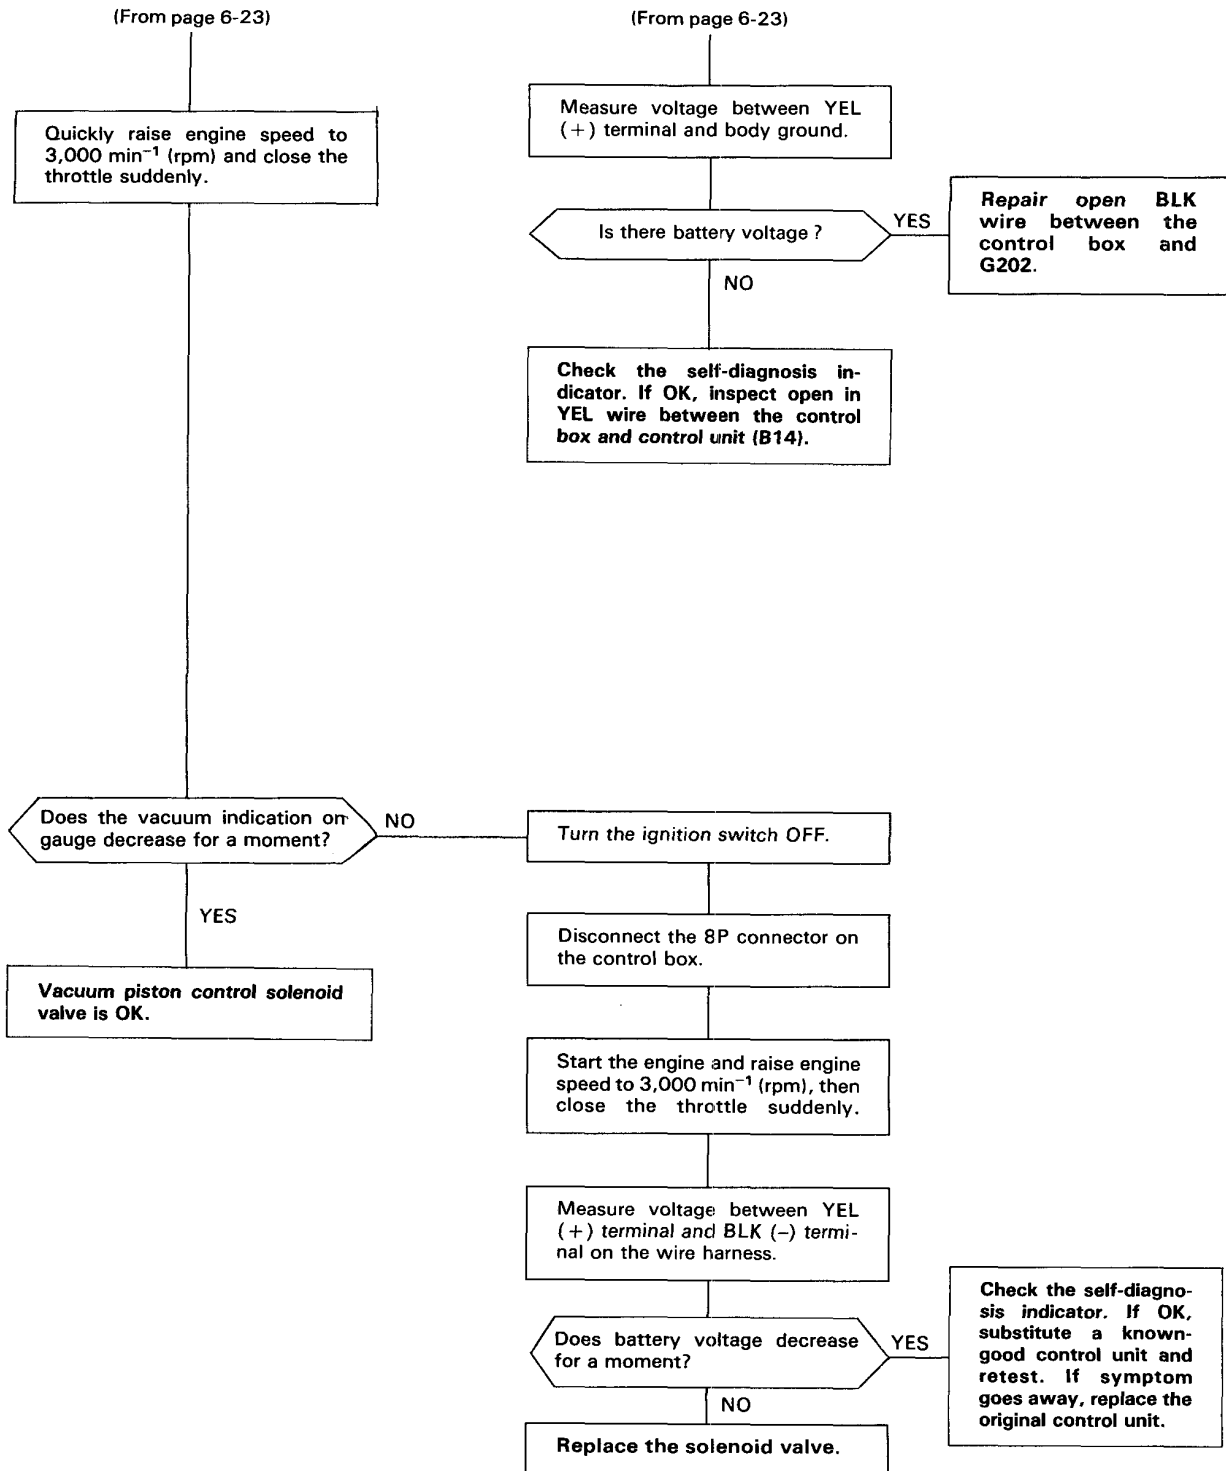 (From page 6-23)
Quickly raise engine speed to
3,000 min⁻¹ (rpm) and close the
throttle suddenly.
Does the vacuum indication on
gauge decrease for a moment?
NO
YES
Vacuum piston control solenoid
valve is OK.
(From page 6-23)
Measure voltage between YEL
(+) terminal and body ground.
Is there battery voltage ?
YES
Repair open BLK
wire between the
control box and
G202.
NO
Check the self-diagnosis in-
dicator. If OK, inspect open in
YEL wire between the control
box and control unit (B14).
Turn the ignition switch OFF.
Disconnect the 8P connector on
the control box.
Start the engine and raise engine
speed to 3,000 min⁻¹ (rpm), then
close the throttle suddenly.
Measure voltage between YEL
(+) terminal and BLK (–) termi-
nal on the wire harness.
Does battery voltage decrease
for a moment?
YES
Check the self-diagno-
sis indicator. If OK,
substitute a known-
good control unit and
retest. If symptom
goes away, replace the
original control unit.
NO
Replace the solenoid valve.